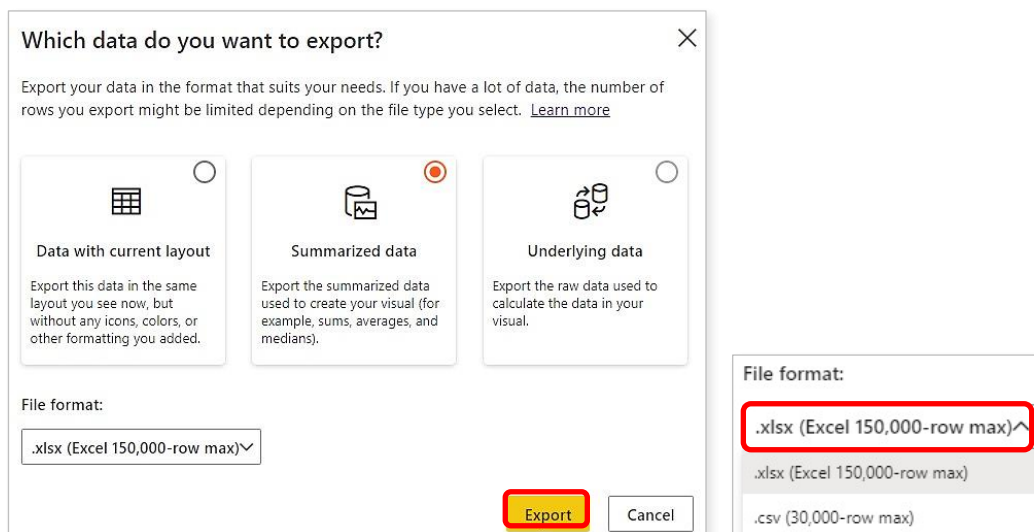 Which data do you want to export?
Export your data in the format that suits your needs. If you have a lot of data, the number of
rows you export might be limited depending on the file type you select. Learn more
Data with current layout
Export this data in the same
layout you see now, but
without any icons, colors, or
other formatting you added.
Summarized data
Export the summarized data
used to create your visual (for
example, sums, averages, and
medians).
Underlying data
Export the raw data used to
calculate the data in your
visual.
File format:
.xlsx (Excel 150,000-row max)
Export
Cancel
File format:
.xlsx (Excel 150,000-row max)
.xlsx (Excel 150,000-row max)
.csv (30,000-row max)